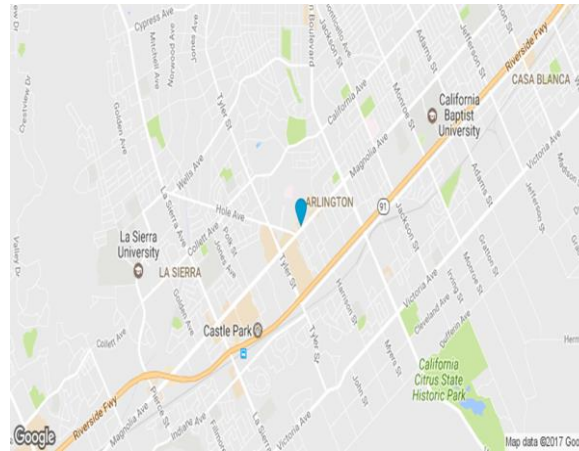 Cypress Ave
Norwood Ave
Jones Ave
Mitchell Ave
Crestview Dr
Golden Ave
Tyler St
Boulevard
Jackson St
Jefferson St
Adams St
Riverside Fwy
CASA BLANCA
California Ave
Monroe St
California
Baptist
University
Magnolia Ave
Victoria Ave
Wells Ave
Hole Ave
ARLINGTON
91
Jackson St
Jefferson St
Madison St
La Sierra
University
LA SIERRA
La Sierra Ave
Collett Ave
Polk St
Jones Ave
Tyler St
Valley Dr
Golden Ave
Castle Park
Harrison St
Victoria Ave
Cleveland Ave
Irving St
Monroe St
Gratton St
Dufferin Ave
Collett Ave
Tyler St
Myers St
John St
California
Citrus State
Historic Park
Riverside Fwy
Pierce St
Magnolia Ave
Indiana Ave
Victoria Ave
La Sierra Ave
Google
Map data ©2017 Goo